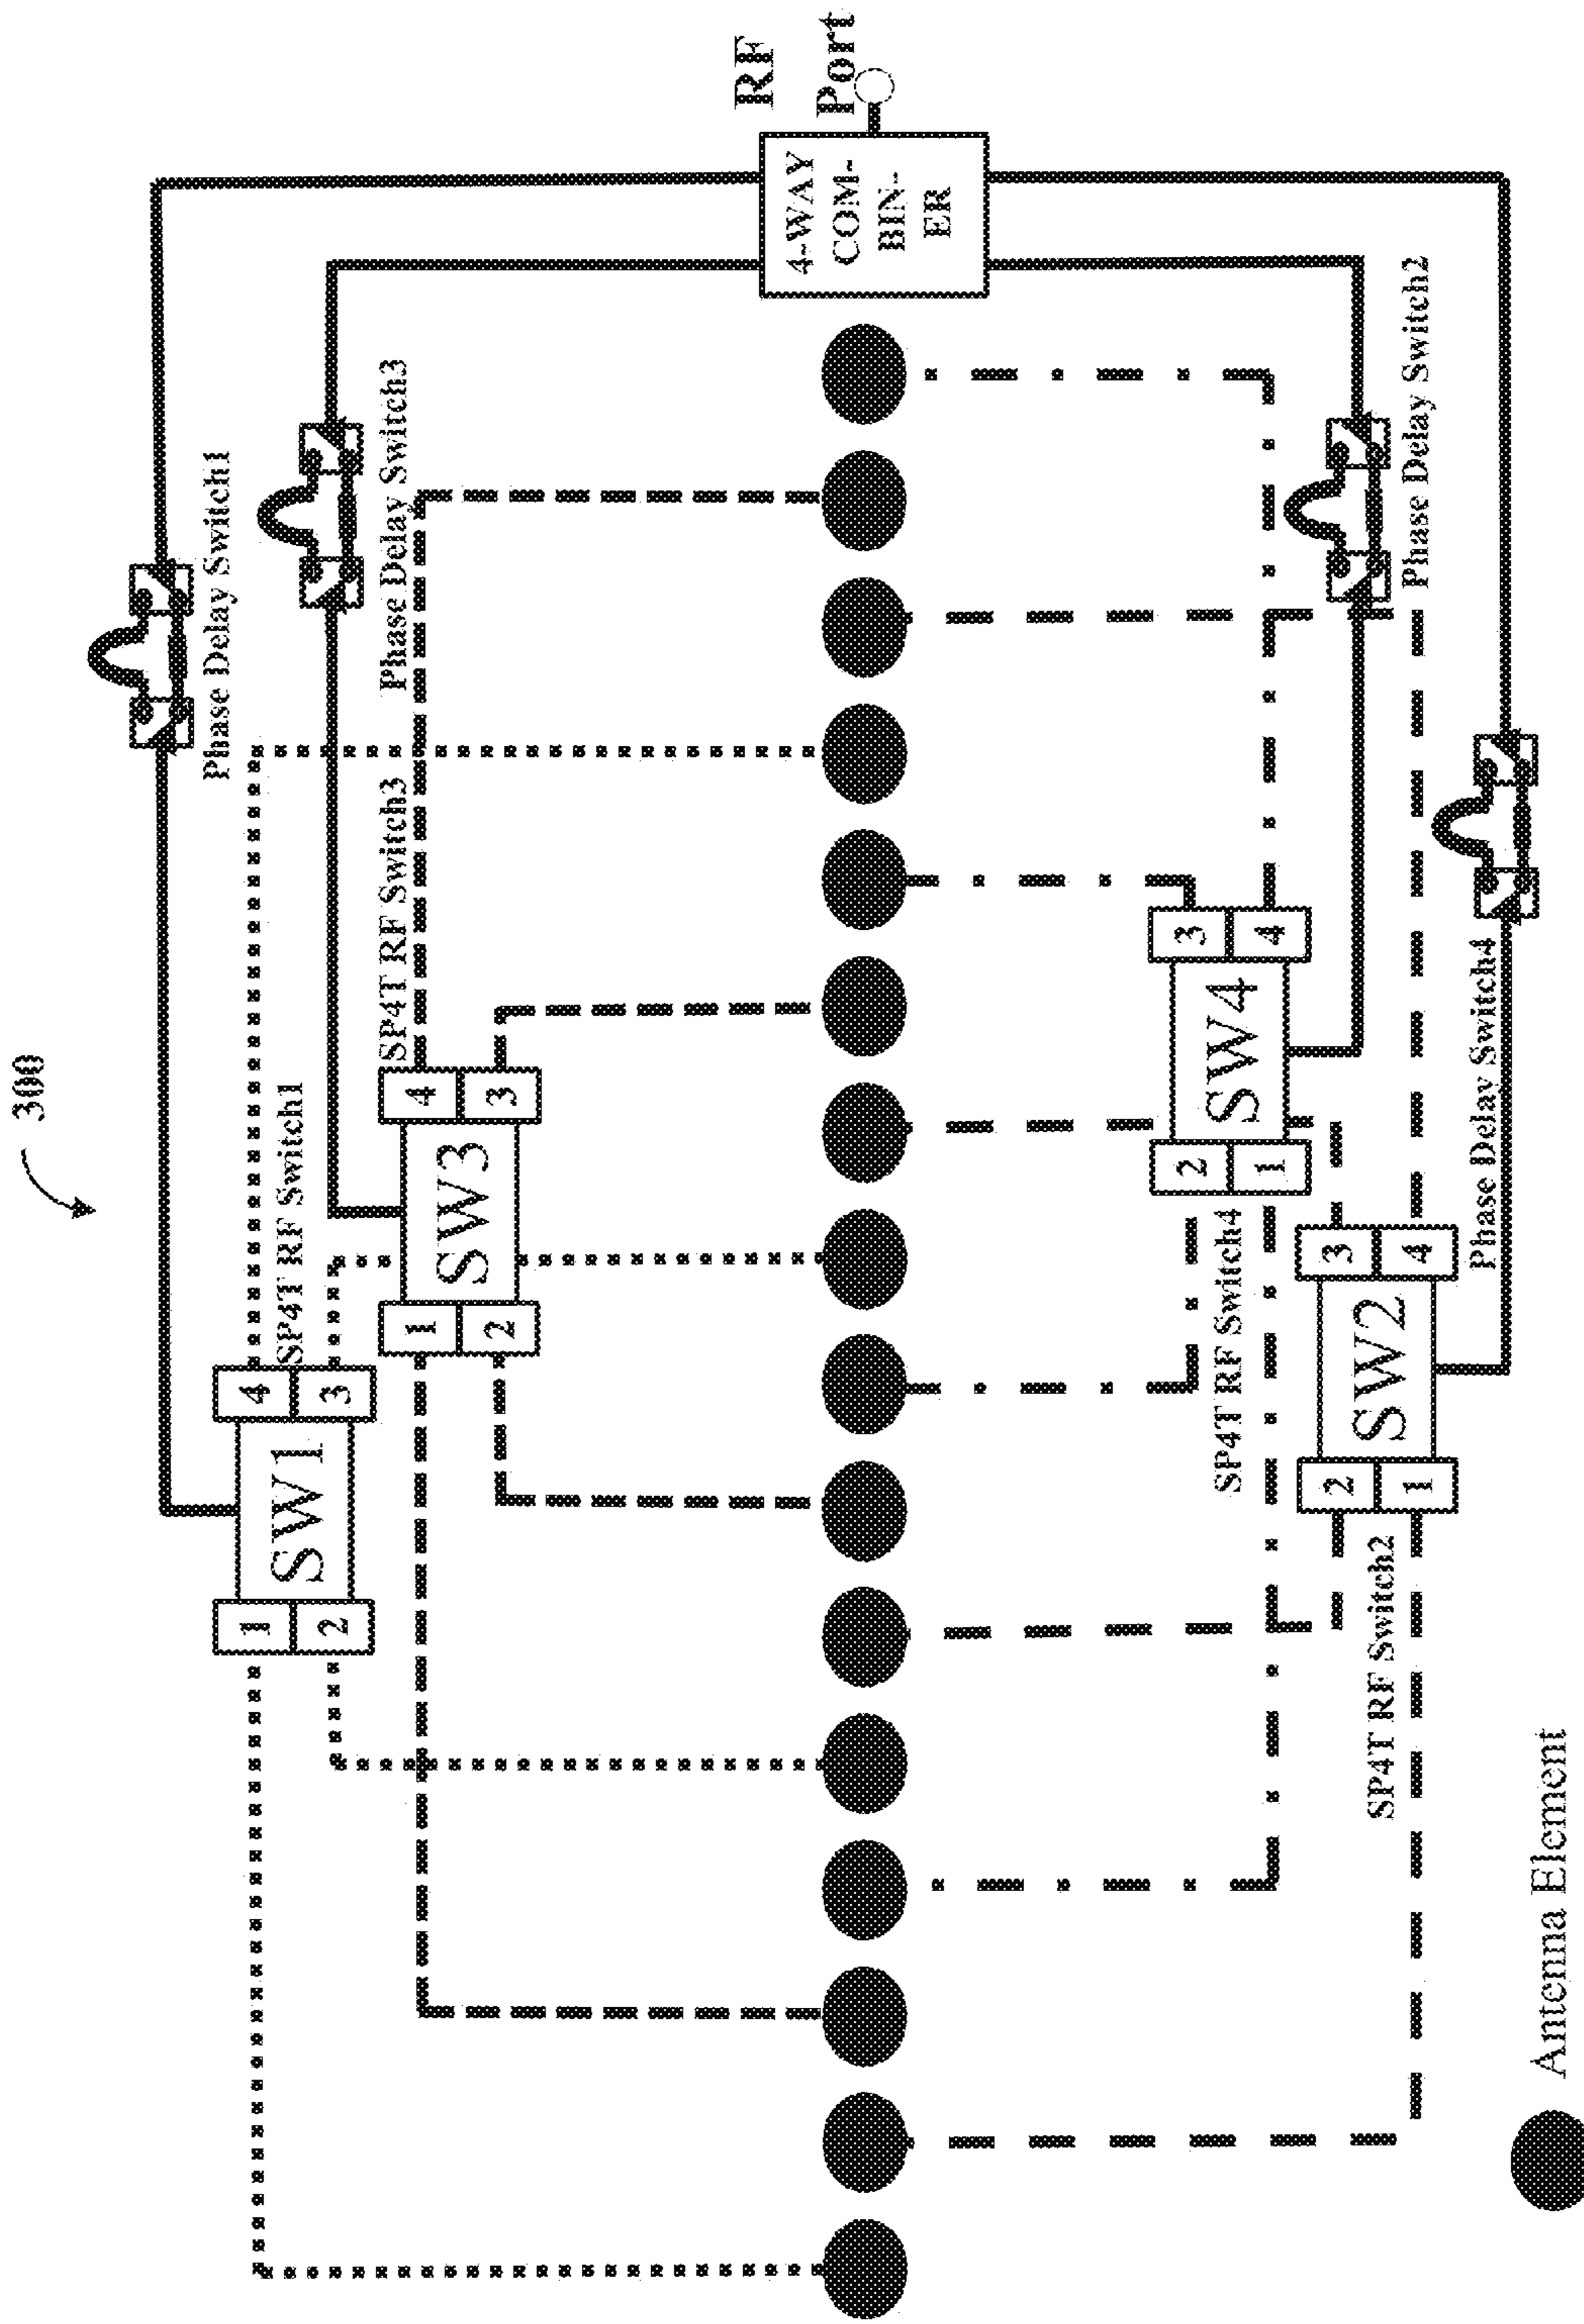 300
Phase Delay Switch1
SP4T RF Switch1
1
2
SW1
4
3
Phase Delay Switch3
SP4T RF Switch3
1
2
SW3
4
3
RF
Port
4-WAY
COM-
BIN-
ER
2
1
SW4
3
4
SP4T RF Switch4
Phase Delay Switch2
2
1
SW2
3
4
SP4T RF Switch2
Phase Delay Switch4
Antenna Element